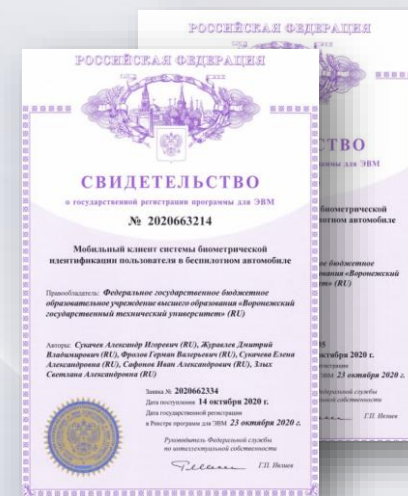 РОССИЙСКАЯ ФЕДЕРАЦИЯ
СВИДЕТЕЛЬСТВО
о государственной регистрации программы для ЭВМ
№ 2020663214
Мобильный клиент системы биометрической
идентификации пользователя в беспилотном автомобиле
Правообладатель: Федеральное государственное бюджетное
образовательное учреждение высшего образования «Воронежский
государственный технический университет» (RU)
Авторы: Сукачев Александр Игоревич (RU), Журавлев Дмитрий
Владимирович (RU), Фролов Герман Валерьевич (RU), Сукачева Елена
Александровна (RU), Сафонов Иван Александрович (RU), Злых
Светлана Александровна (RU)
Заявка № 2020662334
Дата поступления 14 октября 2020 г.
Дата государственной регистрации
в Реестре программ для ЭВМ 23 октября 2020 г.
Руководитель Федеральной службы
по интеллектуальной собственности
Г.П. Ивлиев
РОССИЙСКАЯ ФЕДЕРАЦИЯ
ТВО
для ЭВМ
биометрической
автомобиле
бюджетное
«Воронежский
(RU)
октября 2020 г.
23 октября 2020 г.
Федеральной службы
собственности
Г.П. Ивлиев